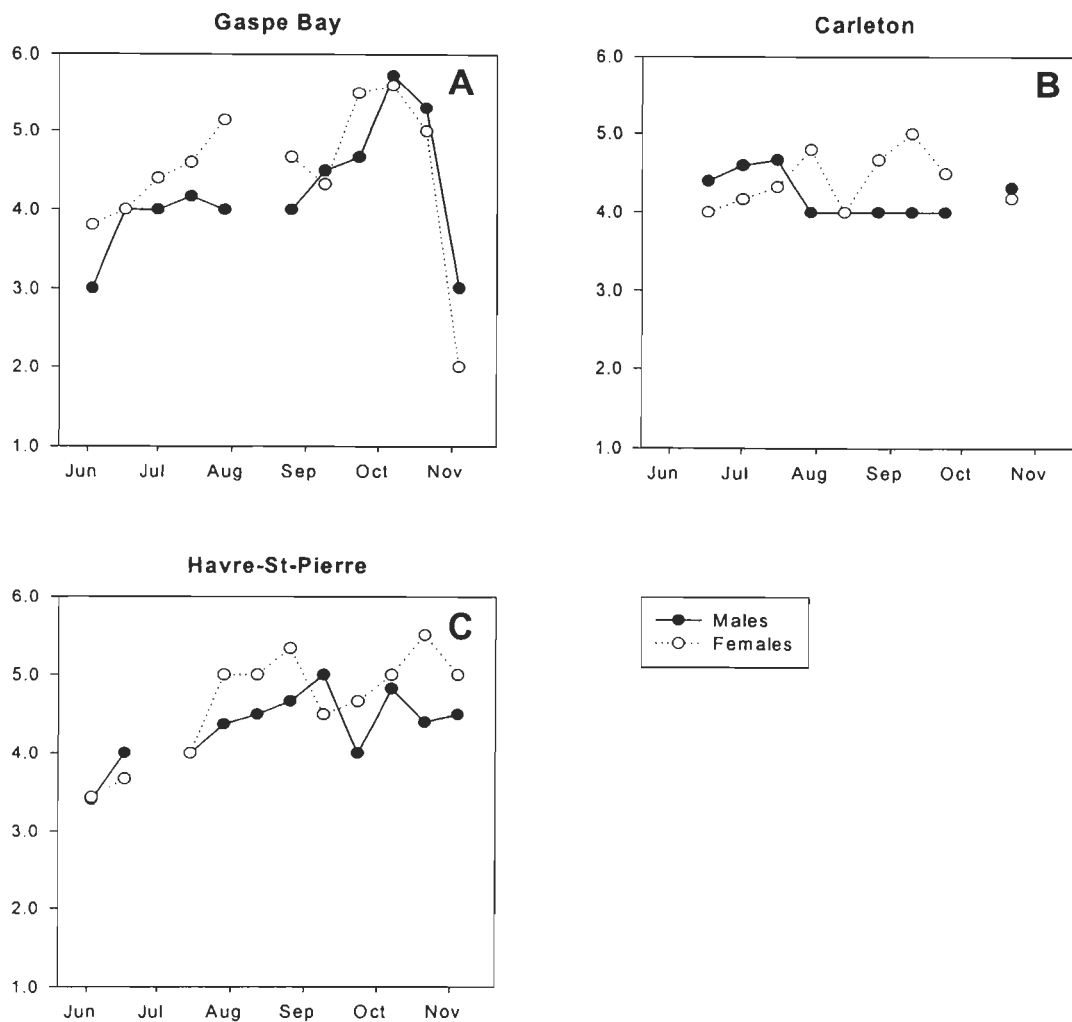 Gaspe Bay
A
6.0
5.0
4.0
3.0
2.0
1.0
Jun Jul Aug Sep Oct Nov
Carleton
B
6.0
5.0
4.0
3.0
2.0
1.0
Jun Jul Aug Sep Oct Nov
Havre-St-Pierre
C
6.0
5.0
4.0
3.0
2.0
1.0
Jun Jul Aug Sep Oct Nov
Males
Females